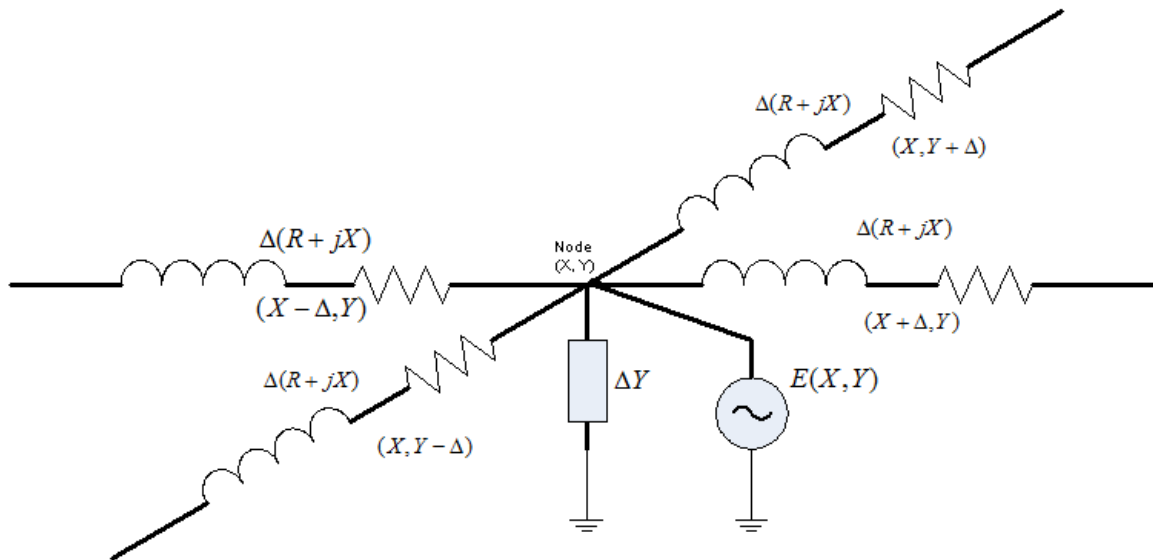 Δ(R + jX)
(X, Y + Δ)
Δ(R + jX)
Node
(X, Y)
Δ(R + jX)
(X − Δ, Y)
(X + Δ, Y)
Δ(R + jX)
ΔY
E(X, Y)
(X, Y − Δ)